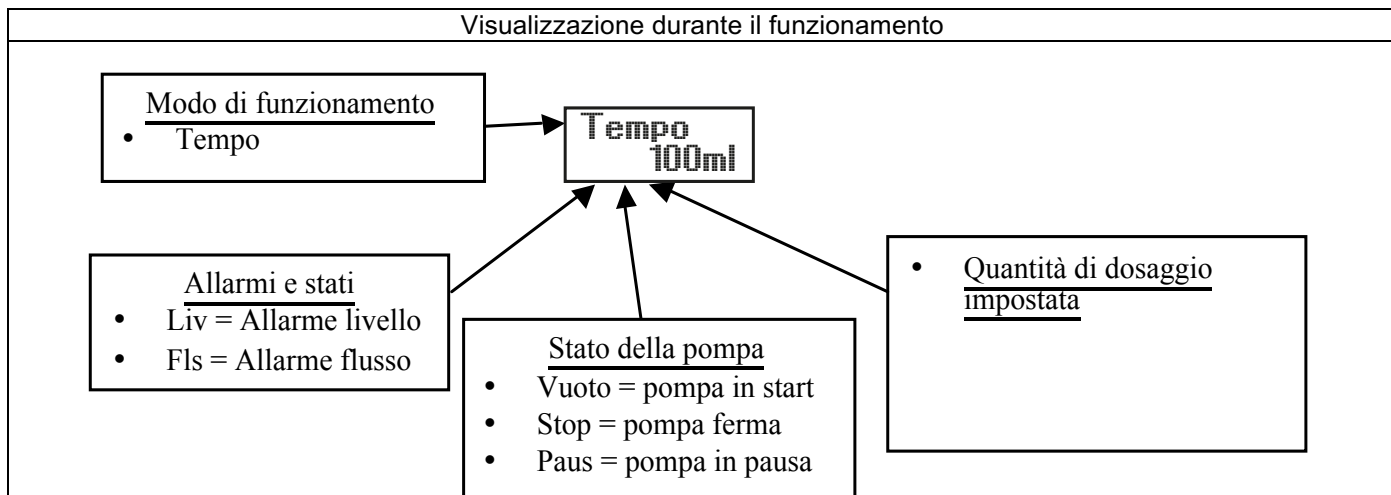 Visualizzazione durante il funzionamento
Modo di funzionamento
• Tempo
Tempo
100ml
Allarmi e stati
• Liv = Allarme livello
• Fls = Allarme flusso
Stato della pompa
• Vuoto = pompa in start
• Stop = pompa ferma
• Paus = pompa in pausa
• Quantità di dosaggio
impostata